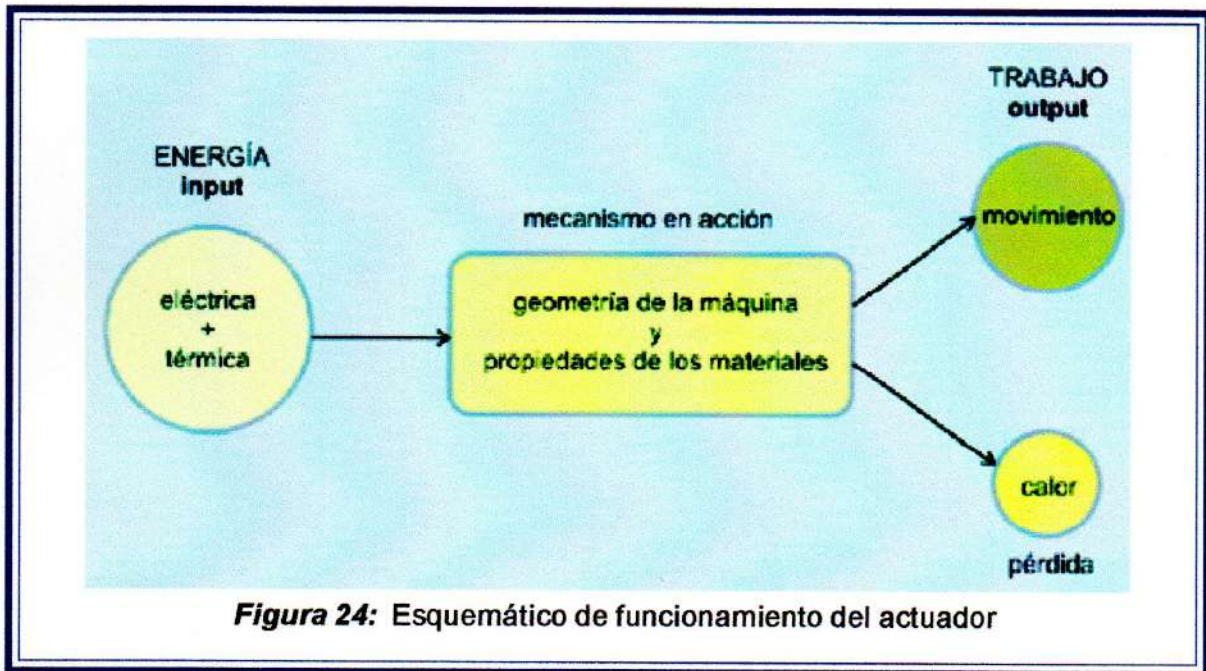 ENERGÍA
input
eléctrica
+
térmica
mecanismo en acción
geometría de la máquina
y
propiedades de los materiales
TRABAJO
output
movimiento
calor
pérdida
Figura 24: Esquemático de funcionamiento del actuador